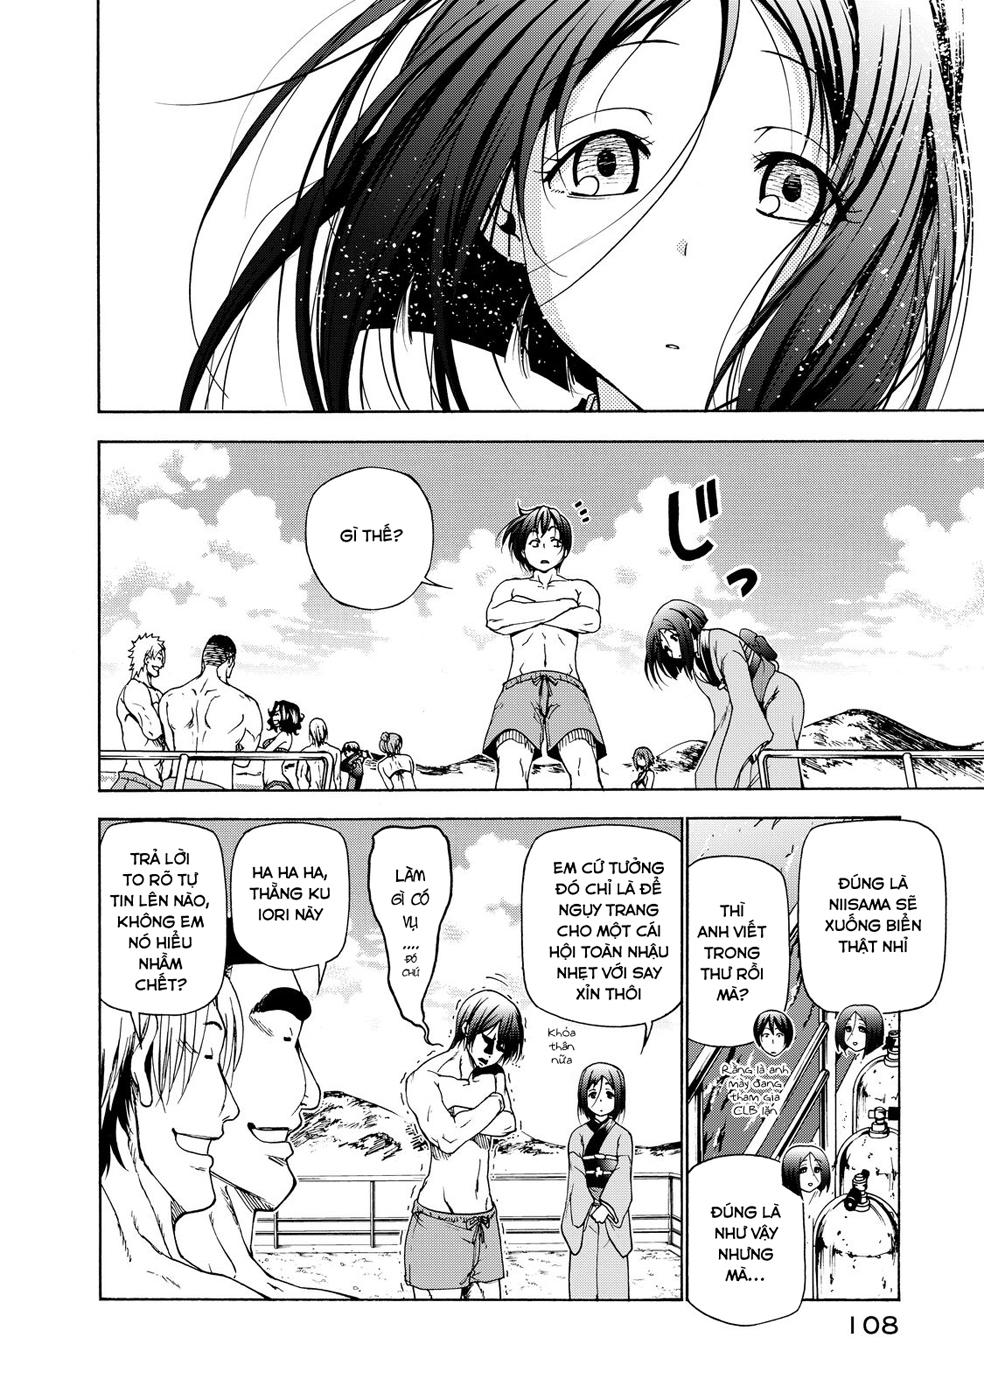 じっ
GÌ THẾ?
ĐÚNG LÀ
NIISAMA SẼ
XUỐNG BIỂN
THẬT NHỈ
THÌ
ANH VIẾT
TRONG
THƯ RỒI
MÀ?
Rằng là anh
mày đang
tham gia
CLB lặn
ĐÚNG LÀ
NHƯ VẬY
NHƯNG
MÀ...
EM CỨ TƯỞNG
ĐÓ CHỈ LÀ ĐỂ
NGỤY TRANG
CHO MỘT CÁI
HỘI TOÀN NHẬU
NHẸT VỚI SAY
XỈN THÔI
Khỏa
thân
nữa
LÀM
GÌ CÓ
VỤ
....
ĐÓ
CHỨ
HA HA HA,
THẰNG KU
IORI NÀY
TRẢ LỜI
TO RÕ TỰ
TIN LÊN NÀO,
KHÔNG EM
NÓ HIỂU
NHẦM
CHẾT?
108